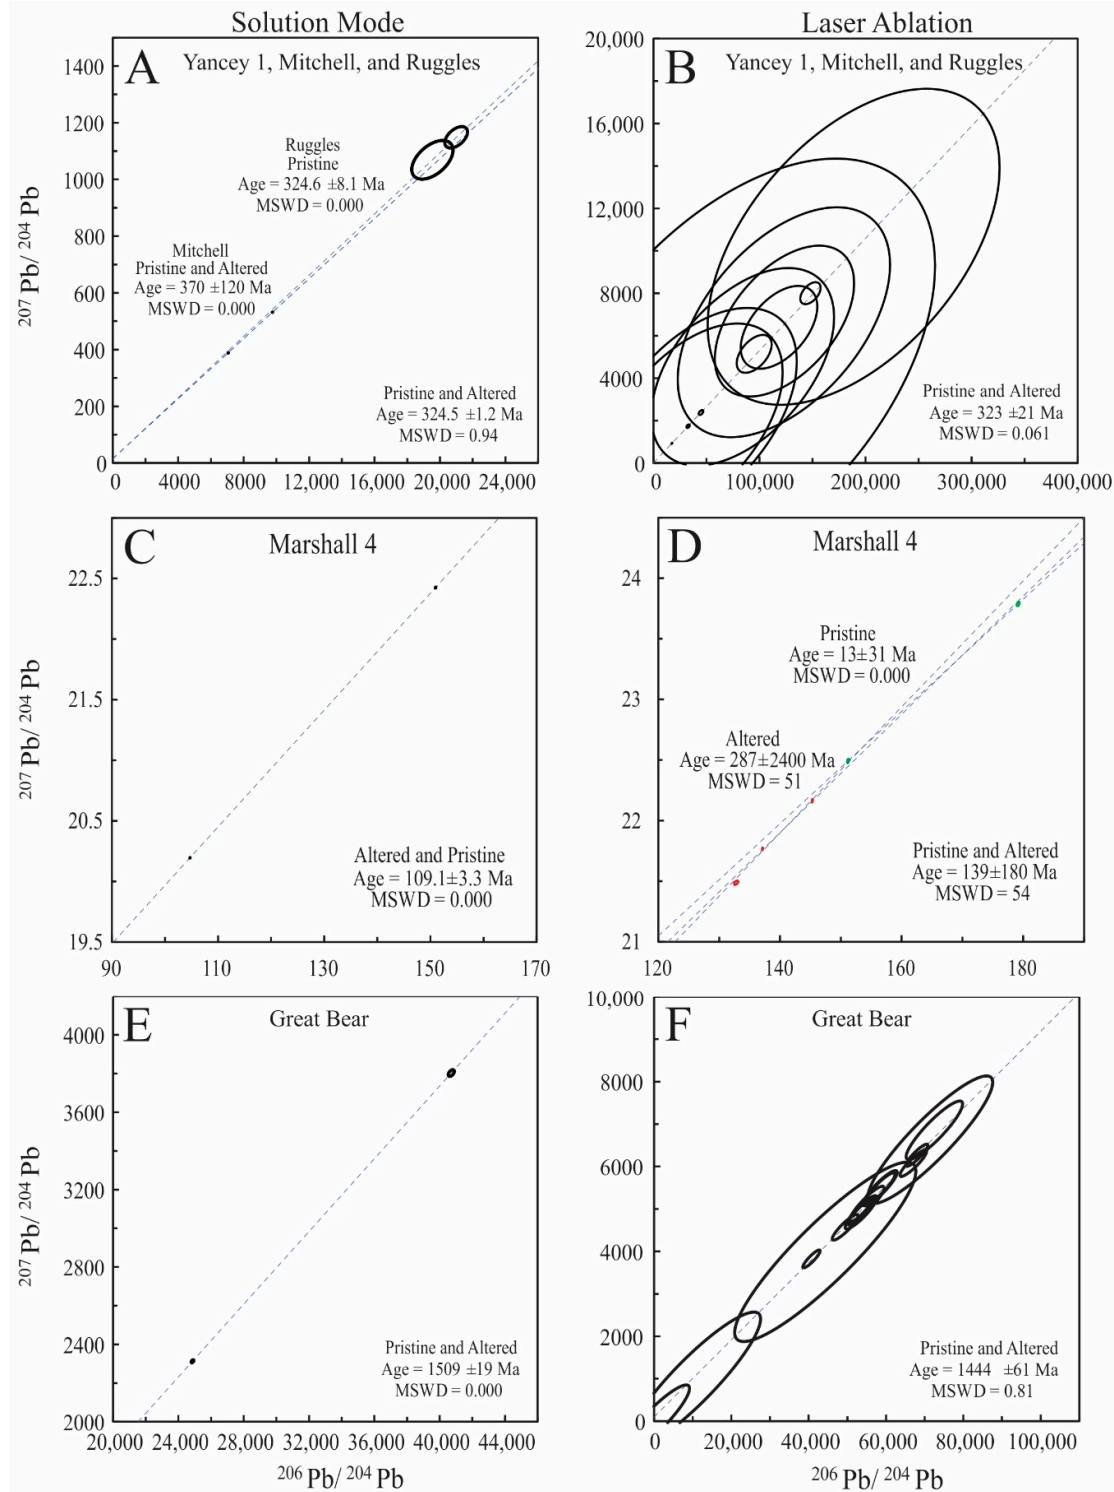 Solution Mode
Laser Ablation
A
Yancey 1, Mitchell, and Ruggles
1400
1200
1000
800
600
400
200
0
207 Pb/ 204 Pb
Ruggles
Pristine
Age = 324.6 ±8.1 Ma
MSWD = 0.000
Mitchell
Pristine and Altered
Age = 370 ±120 Ma
MSWD = 0.000
Pristine and Altered
Age = 324.5 ±1.2 Ma
MSWD = 0.94
0 4000 8000 12,000 16,000 20,000 24,000
B
Yancey 1, Mitchell, and Ruggles
20,000
16,000
12,000
8000
4000
0
Pristine and Altered
Age = 323 ±21 Ma
MSWD = 0.061
0 100,000 200,000 300,000 400,000
C
Marshall 4
22.5
21.5
20.5
19.5
207 Pb/ 204 Pb
Altered and Pristine
Age = 109.1±3.3 Ma
MSWD = 0.000
90 110 130 150 170
D
Marshall 4
24
23
22
21
Pristine
Age = 13±31 Ma
MSWD = 0.000
Altered
Age = 287±2400 Ma
MSWD = 51
Pristine and Altered
Age = 139±180 Ma
MSWD = 54
120 140 160 180
E
Great Bear
4000
3600
3200
2800
2400
2000
207 Pb/ 204 Pb
Pristine and Altered
Age = 1509 ±19 Ma
MSWD = 0.000
20,000 24,000 28,000 32,000 36,000 40,000 44,000
206 Pb/ 204 Pb
F
Great Bear
10,000
8000
6000
4000
2000
0
Pristine and Altered
Age = 1444 ±61 Ma
MSWD = 0.81
0 20,000 40,000 60,000 80,000 100,000
206 Pb/ 204 Pb